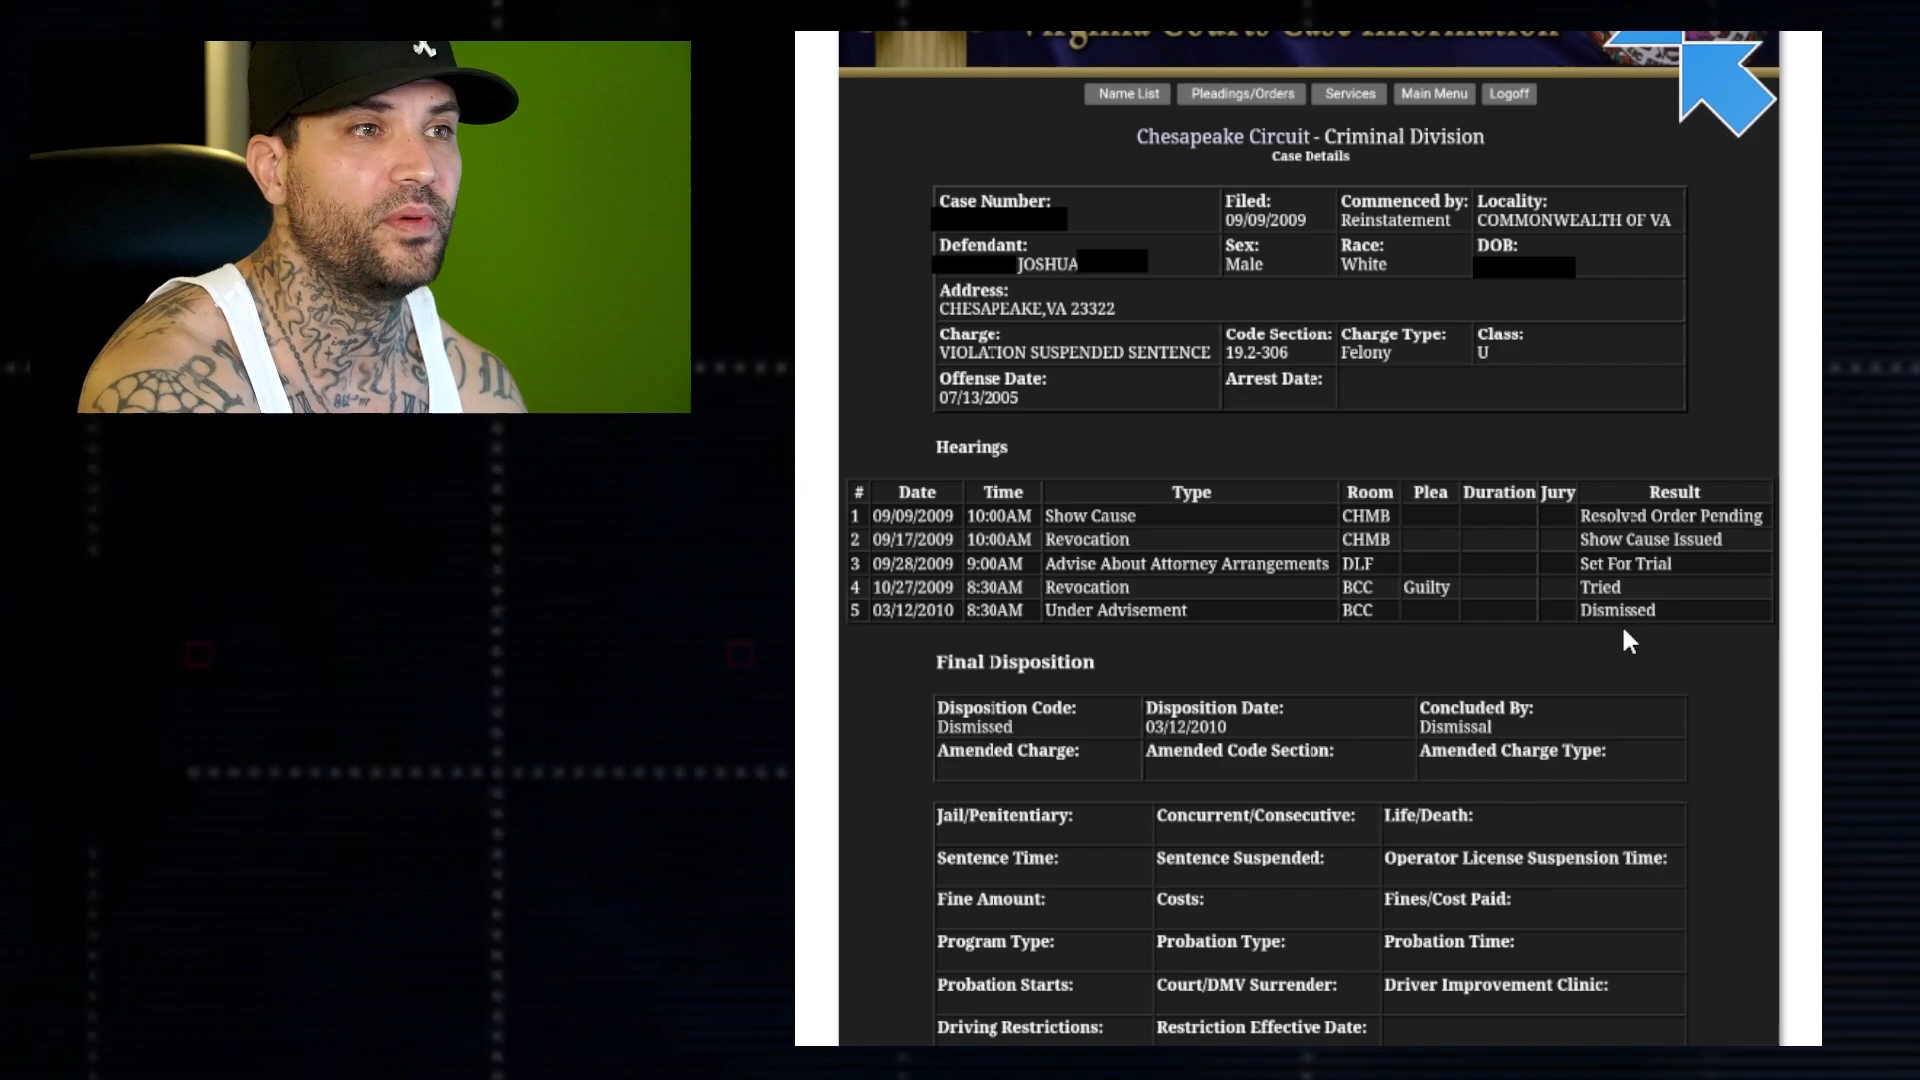 Virginia Courts Case Information
Name List Pleadings/Orders Services Main Menu Logoff
Chesapeake Circuit - Criminal Division
Case Details
Case Number: Filed: Commenced by: Locality:
09/09/2009 Reinstatement COMMONWEALTH OF VA
Defendant: Sex: Race: DOB:
JOSHUA Male White
Address:
CHESAPEAKE,VA 23322
Charge: Code Section: Charge Type: Class:
VIOLATION SUSPENDED SENTENCE 19.2-306 Felony U
Offense Date: Arrest Date:
07/13/2005
Hearings
# Date Time Type Room Plea Duration Jury Result
1 09/09/2009 10:00AM Show Cause CHMB Resolved Order Pending
2 09/17/2009 10:00AM Revocation CHMB Show Cause Issued
3 09/28/2009 9:00AM Advise About Attorney Arrangements DLF Set For Trial
4 10/27/2009 8:30AM Revocation BCC Guilty Tried
5 03/12/2010 8:30AM Under Advisement BCC Dismissed
Final Disposition
Disposition Code: Disposition Date: Concluded By:
Dismissed 03/12/2010 Dismissal
Amended Charge: Amended Code Section: Amended Charge Type:
Jail/Penitentiary: Concurrent/Consecutive: Life/Death:
Sentence Time: Sentence Suspended: Operator License Suspension Time:
Fine Amount: Costs: Fines/Cost Paid:
Program Type: Probation Type: Probation Time:
Probation Starts: Court/DMV Surrender: Driver Improvement Clinic:
Driving Restrictions: Restriction Effective Date: